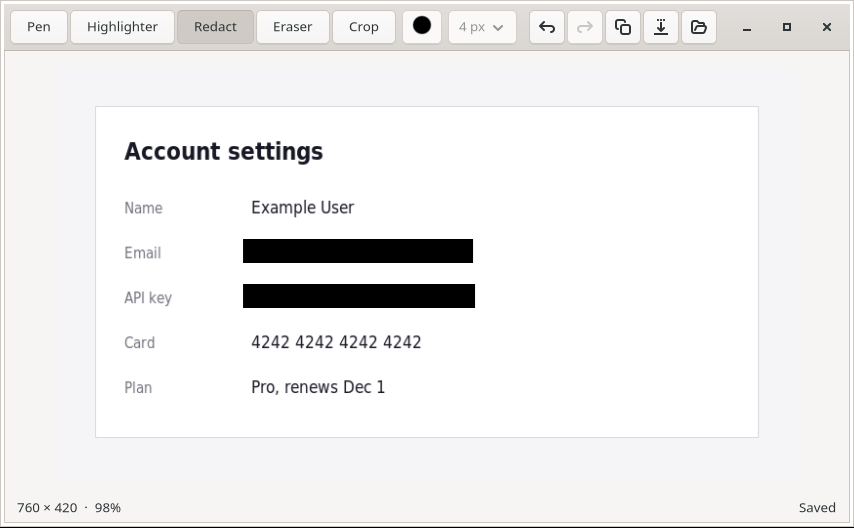 Pen Highlighter Redact Eraser Crop 4 px
Account settings
Name Example User
Email
API key
Card 4242 4242 4242 4242
Plan Pro, renews Dec 1
760 × 420 · 98% Saved